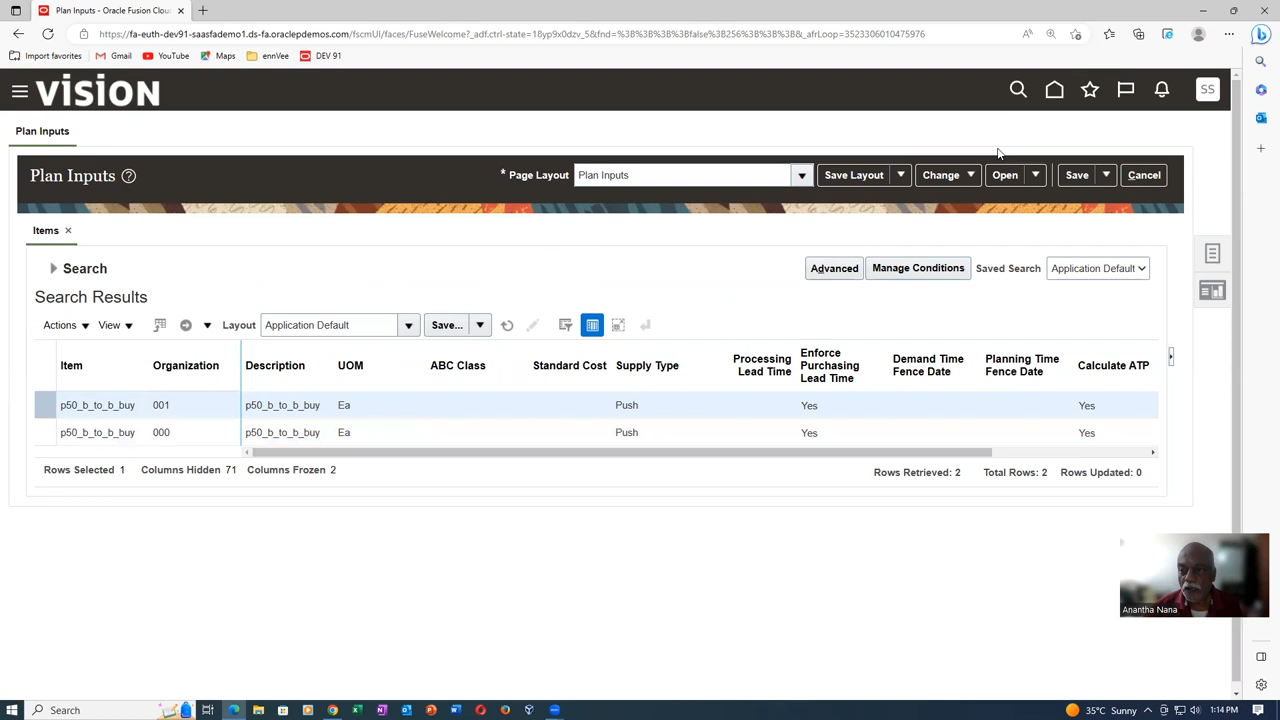 Plan Inputs - Oracle Fusion Clou
https://fa-euth-dev91-saasfademo1.ds-fa.oraclepdemos.com/fscmUI/faces/FuseWelcome?_adf.ctrl-state=18yp9x0dzv_5&fnd=%3B%3B%3B%3Bfalse%3B256%3B%3B%3B&_afrLoop=3523306010475976
Import favorites Gmail YouTube Maps ennVee DEV 91
VISION SS
Plan Inputs
Plan Inputs * Page Layout Plan Inputs Save Layout Change Open Save Cancel
Items
Search Advanced Manage Conditions Saved Search Application Default
Search Results
Actions View Layout Application Default Save...
Item Organization Description UOM ABC Class Standard Cost Supply Type Processing Lead Time Enforce Purchasing Lead Time Demand Time Fence Date Planning Time Fence Date Calculate ATP
p50_b_to_b_buy 001 p50_b_to_b_buy Ea Push Yes Yes
p50_b_to_b_buy 000 p50_b_to_b_buy Ea Push Yes Yes
Rows Selected 1 Columns Hidden 71 Columns Frozen 2 Rows Retrieved: 2 Total Rows: 2 Rows Updated: 0
Anantha Nana
Search 35°C Sunny 1:14 PM